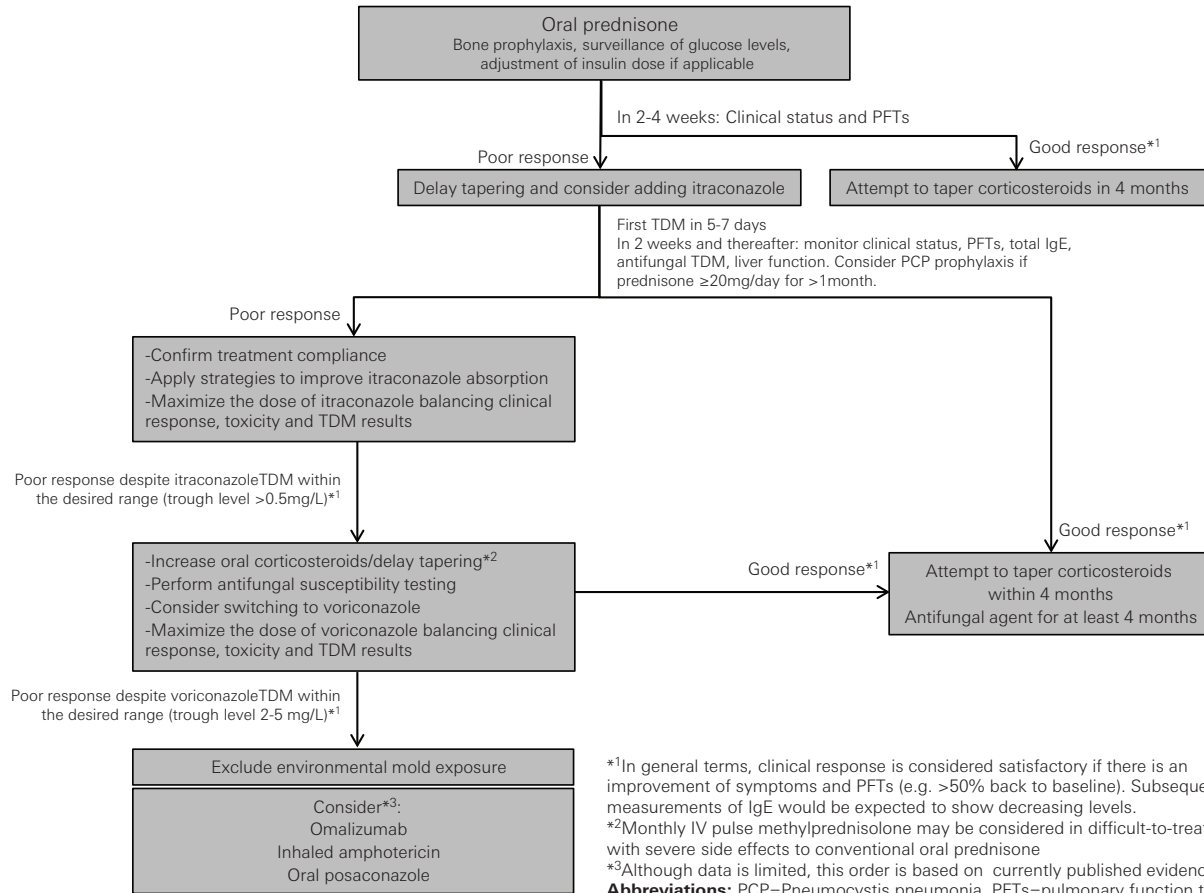 Oral prednisone
Bone prophylaxis, surveillance of glucose levels,
adjustment of insulin dose if applicable
In 2-4 weeks: Clinical status and PFTs
Poor response
Good response*1
Delay tapering and consider adding itraconazole
Attempt to taper corticosteroids in 4 months
First TDM in 5-7 days
In 2 weeks and thereafter: monitor clinical status, PFTs, total IgE,
antifungal TDM, liver function. Consider PCP prophylaxis if
prednisone ≥20mg/day for >1month.
Poor response
-Confirm treatment compliance
-Apply strategies to improve itraconazole absorption
-Maximize the dose of itraconazole balancing clinical
response, toxicity and TDM results
Poor response despite itraconazoleTDM within
the desired range (trough level >0.5mg/L)*1
Good response*1
-Increase oral corticosteroids/delay tapering*2
-Perform antifungal susceptibility testing
-Consider switching to voriconazole
-Maximize the dose of voriconazole balancing clinical
response, toxicity and TDM results
Good response*1
Attempt to taper corticosteroids
within 4 months
Antifungal agent for at least 4 months
Poor response despite voriconazoleTDM within
the desired range (trough level 2-5 mg/L)*1
Exclude environmental mold exposure
Consider*3:
Omalizumab
Inhaled amphotericin
Oral posaconazole
*1In general terms, clinical response is considered satisfactory if there is an
improvement of symptoms and PFTs (e.g. >50% back to baseline).
measurements of IgE would be expected to show decreasing levels.
*2Monthly IV pulse methylprednisolone may be considered in
with severe side effects to conventional oral prednisone
*3Although data is limited, this order is based on currently published
Abbreviations: PCP–Pneumocystis pneumonia, PFTs–pulmonary function